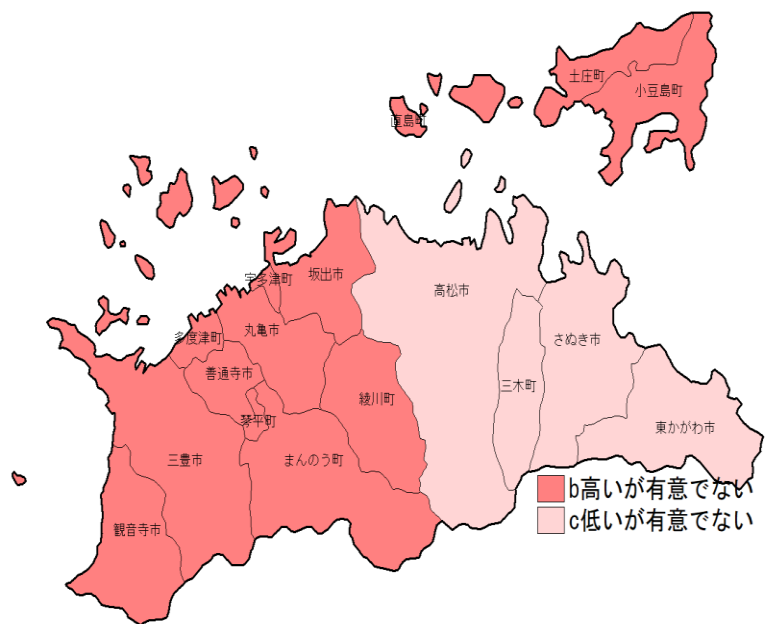 土庄町
小豆島町
直島町
坂出市
宇多津町
高松市
丸亀市
多度津町
さぬき市
善通寺市
三木町
綾川町
琴平町
東かがわ市
三豊市
まんのう町
b高いが有意でない
c低いが有意でない
観音寺市